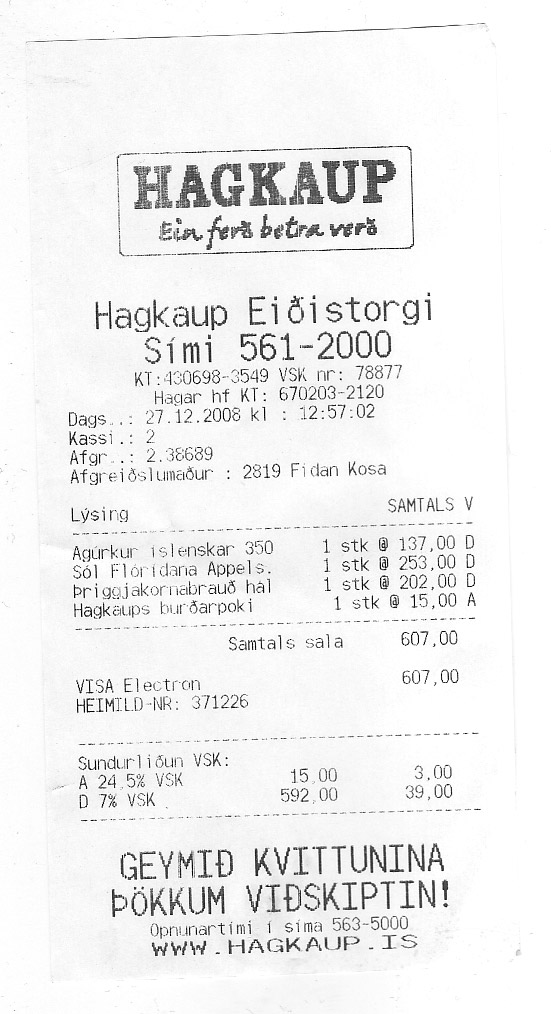 HAGKAUP
Ein ferð betra verð
Hagkaup Eiðistorgi
Sími 561-2000
KT:430698-3549 VSK nr: 78877
Hagar hf KT: 670203-2120
Dags..: 27.12.2008 kl : 12:57:02
Kassi.: 2
Afgr..: 2.38689
Afgreiðslumaður : 2819 Fidan Kosa
Lýsing SAMTALS V
Agúrkur íslenskar 350 1 stk @ 137,00 D
Sól Flórídana Appels. 1 stk @ 253,00 D
Þriggjakornabrauð hál 1 stk @ 202,00 D
Hagkaups burðarpoki 1 stk @ 15,00 A
Samtals sala 607,00
VISA Electron 607,00
HEIMILD-NR: 371226
Sundurliðun VSK:
A 24,5% VSK 15,00 3,00
D 7% VSK 592,00 39,00
GEYMIÐ KVITTUNINA
ÞÖKKUM VIÐSKIPTIN!
Opnunartími í síma 563-5000
WWW.HAGKAUP.IS